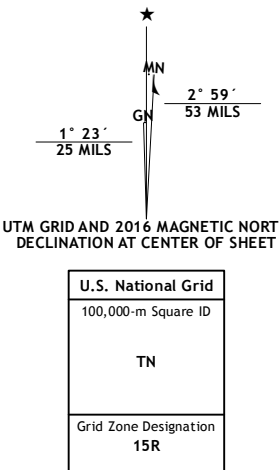 ★
MN
GN
2° 59´
53 MILS
1° 23´
25 MILS
UTM GRID AND 2016 MAGNETIC NORT
DECLINATION AT CENTER OF SHEET
U.S. National Grid
100,000-m Square ID
TN
Grid Zone Designation
15R